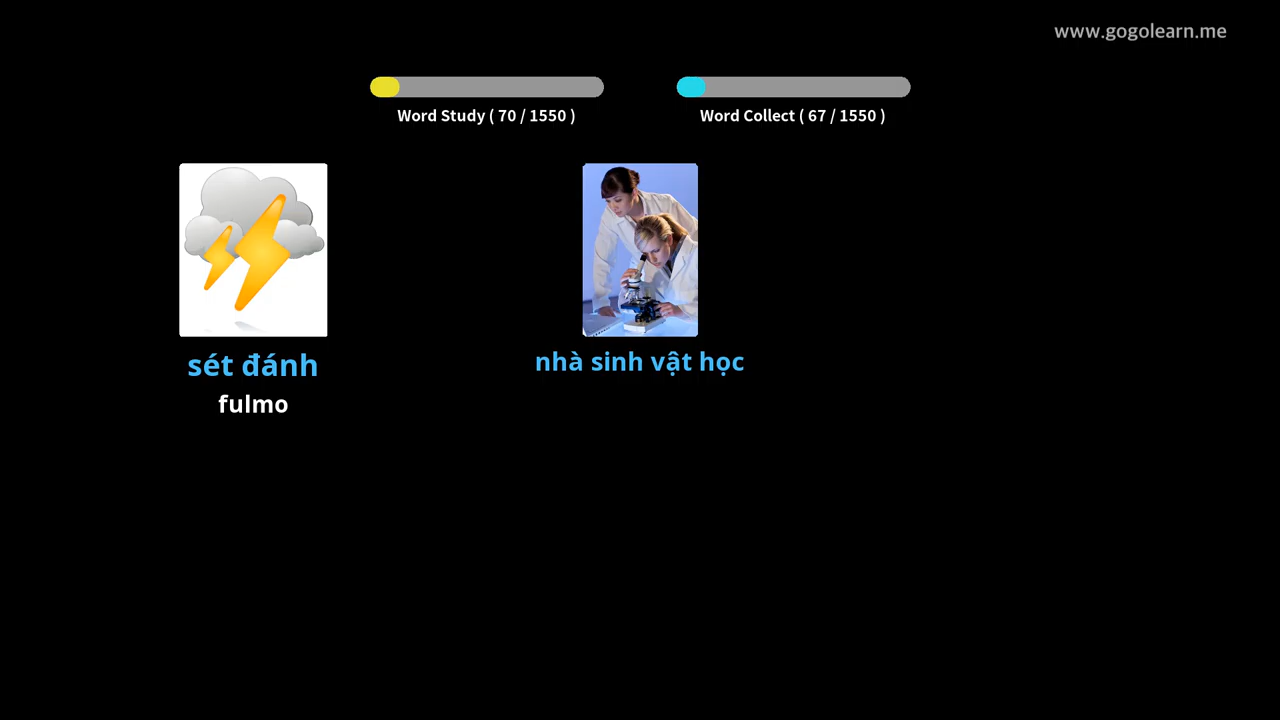 www.gogolearn.me
Word Study ( 70 / 1550 )
Word Collect ( 67 / 1550 )
sét đánh
fulmo
nhà sinh vật học